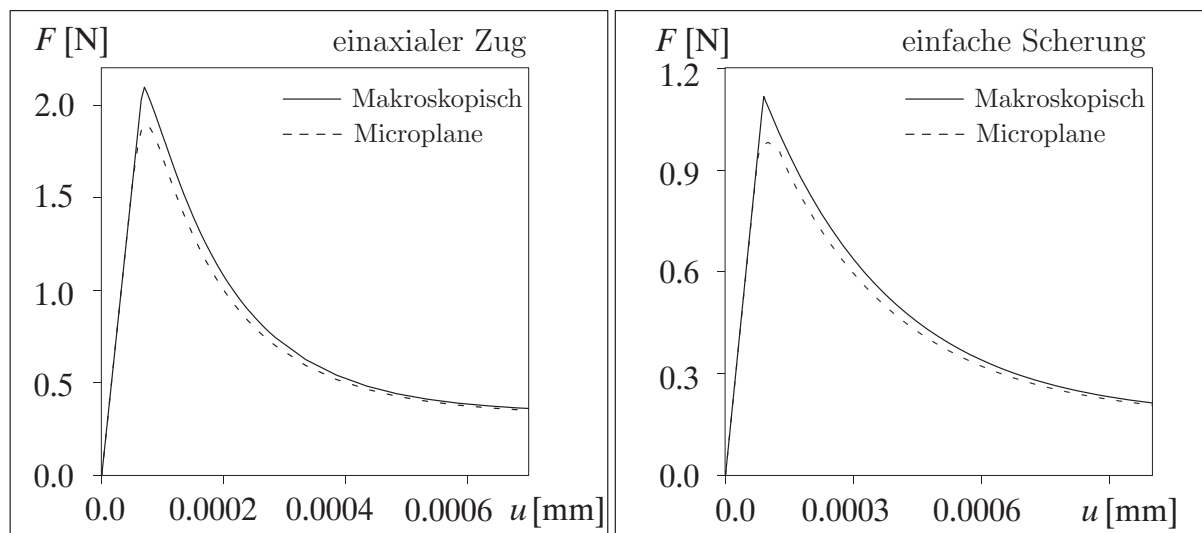 F [N] einaxialer Zug
Makroskopisch
Microplane
2.0
1.5
1.0
0.5
0.0
0.0 0.0002 0.0004 0.0006 u [mm]
F [N] einfache Scherung
1.2
Makroskopisch
Microplane
0.9
0.6
0.3
0.0
0.0 0.0003 0.0006 u [mm]